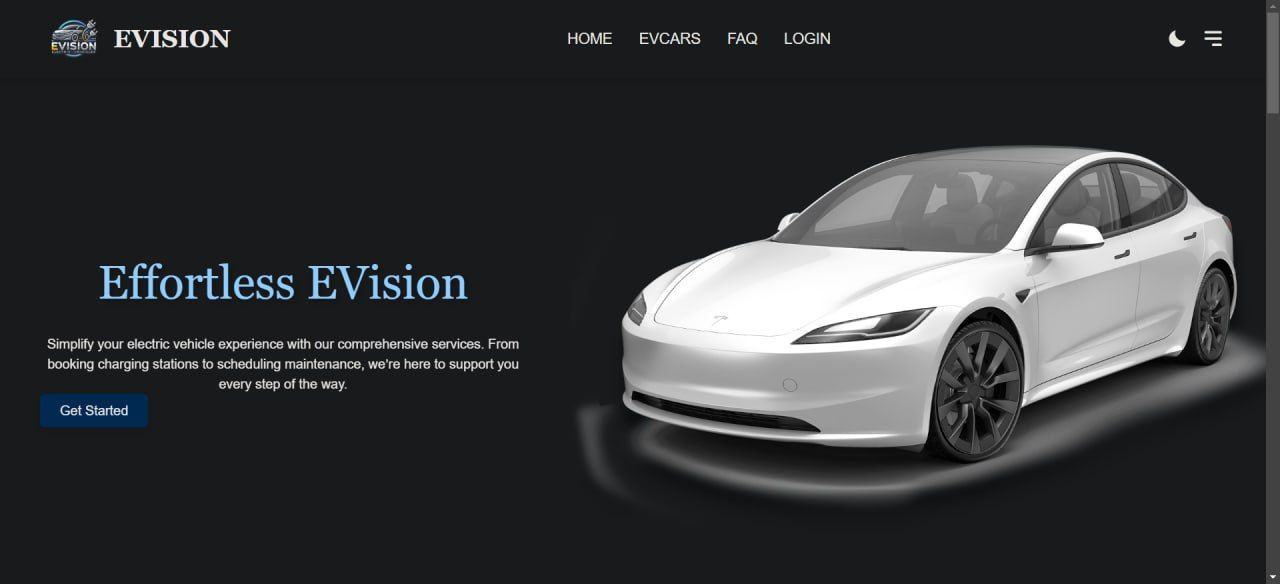 EVISION
EVISION
HOME
EVCARS
FAQ
LOGIN
Effortless EVision
Simplify your electric vehicle experience with our comprehensive services. From
booking charging stations to scheduling maintenance, we're here to support you
every step of the way.
Get Started